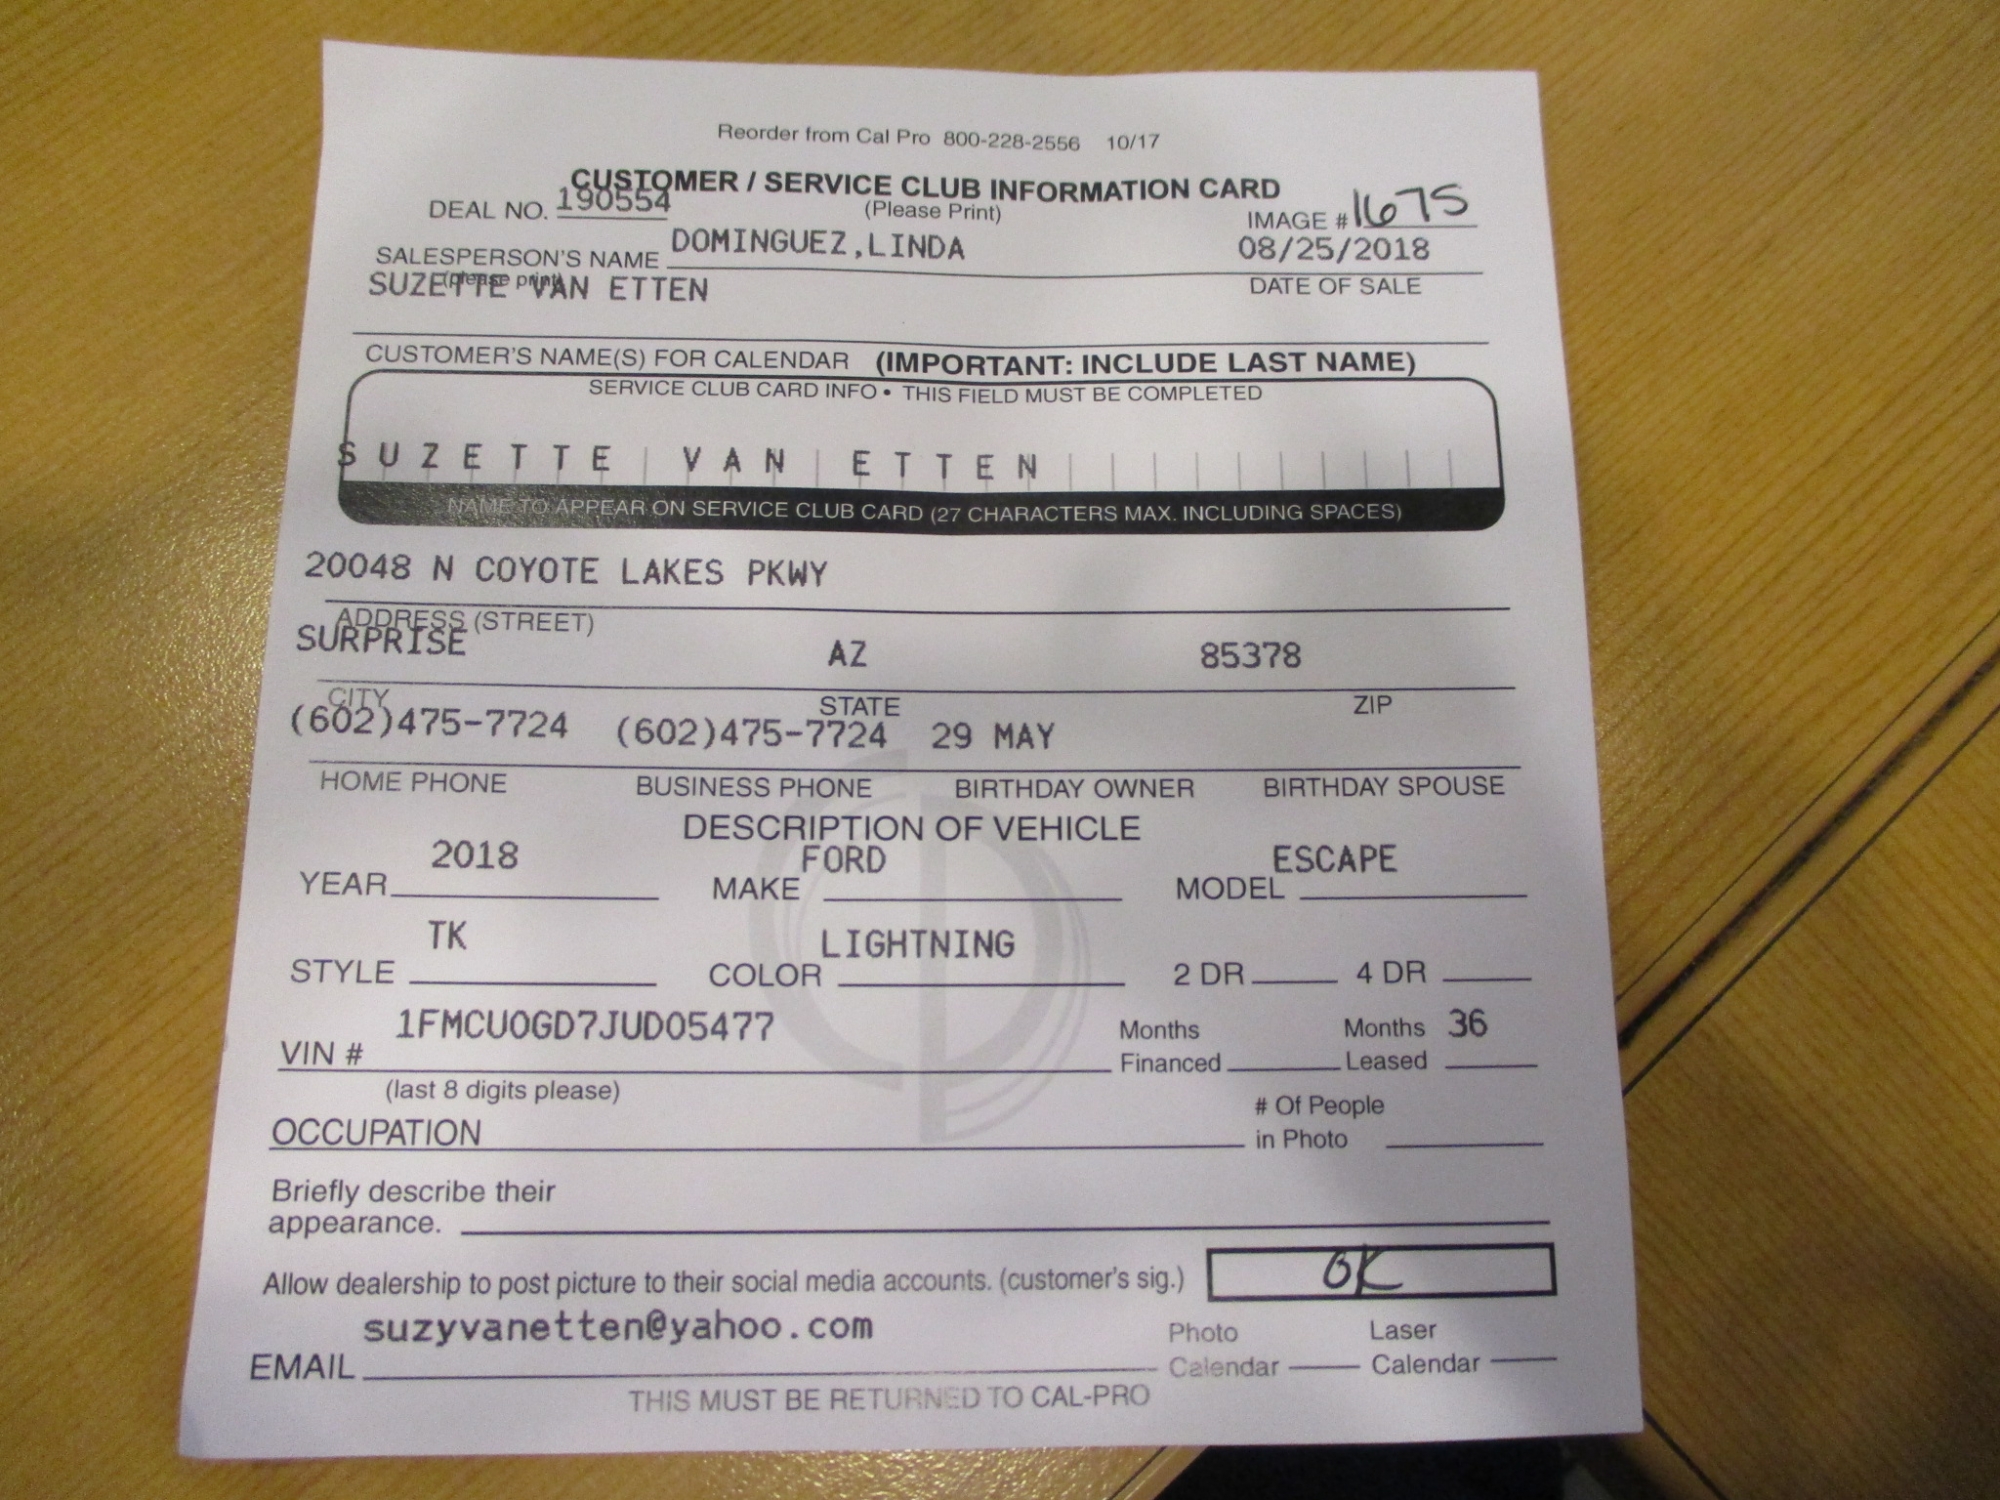 Reorder from Cal Pro 800-228-2556 10/17
CUSTOMER / SERVICE CLUB INFORMATION CARD
DEAL NO. 190554 (Please Print) IMAGE # 1675
SALESPERSON'S NAME DOMINGUEZ,LINDA 08/25/2018
(please print) DATE OF SALE
SUZETTE VAN ETTEN
CUSTOMER'S NAME(S) FOR CALENDAR (IMPORTANT: INCLUDE LAST NAME)
SERVICE CLUB CARD INFO • THIS FIELD MUST BE COMPLETED
SUZETTE VAN ETTEN
NAME TO APPEAR ON SERVICE CLUB CARD (27 CHARACTERS MAX. INCLUDING SPACES)
20048 N COYOTE LAKES PKWY
ADDRESS (STREET)
SURPRISE AZ 85378
CITY STATE ZIP
(602)475-7724 (602)475-7724 29 MAY
HOME PHONE BUSINESS PHONE BIRTHDAY OWNER BIRTHDAY SPOUSE
DESCRIPTION OF VEHICLE
YEAR 2018 MAKE FORD MODEL ESCAPE
STYLE TK COLOR LIGHTNING 2 DR 4 DR
VIN # 1FMCU0GD7JUD05477 Months Financed Months Leased 36
(last 8 digits please)
OCCUPATION # Of People in Photo
Briefly describe their
appearance.
Allow dealership to post picture to their social media accounts. (customer's sig.) OK
EMAIL suzyvanetten@yahoo.com Photo Calendar Laser Calendar
THIS MUST BE RETURNED TO CAL-PRO